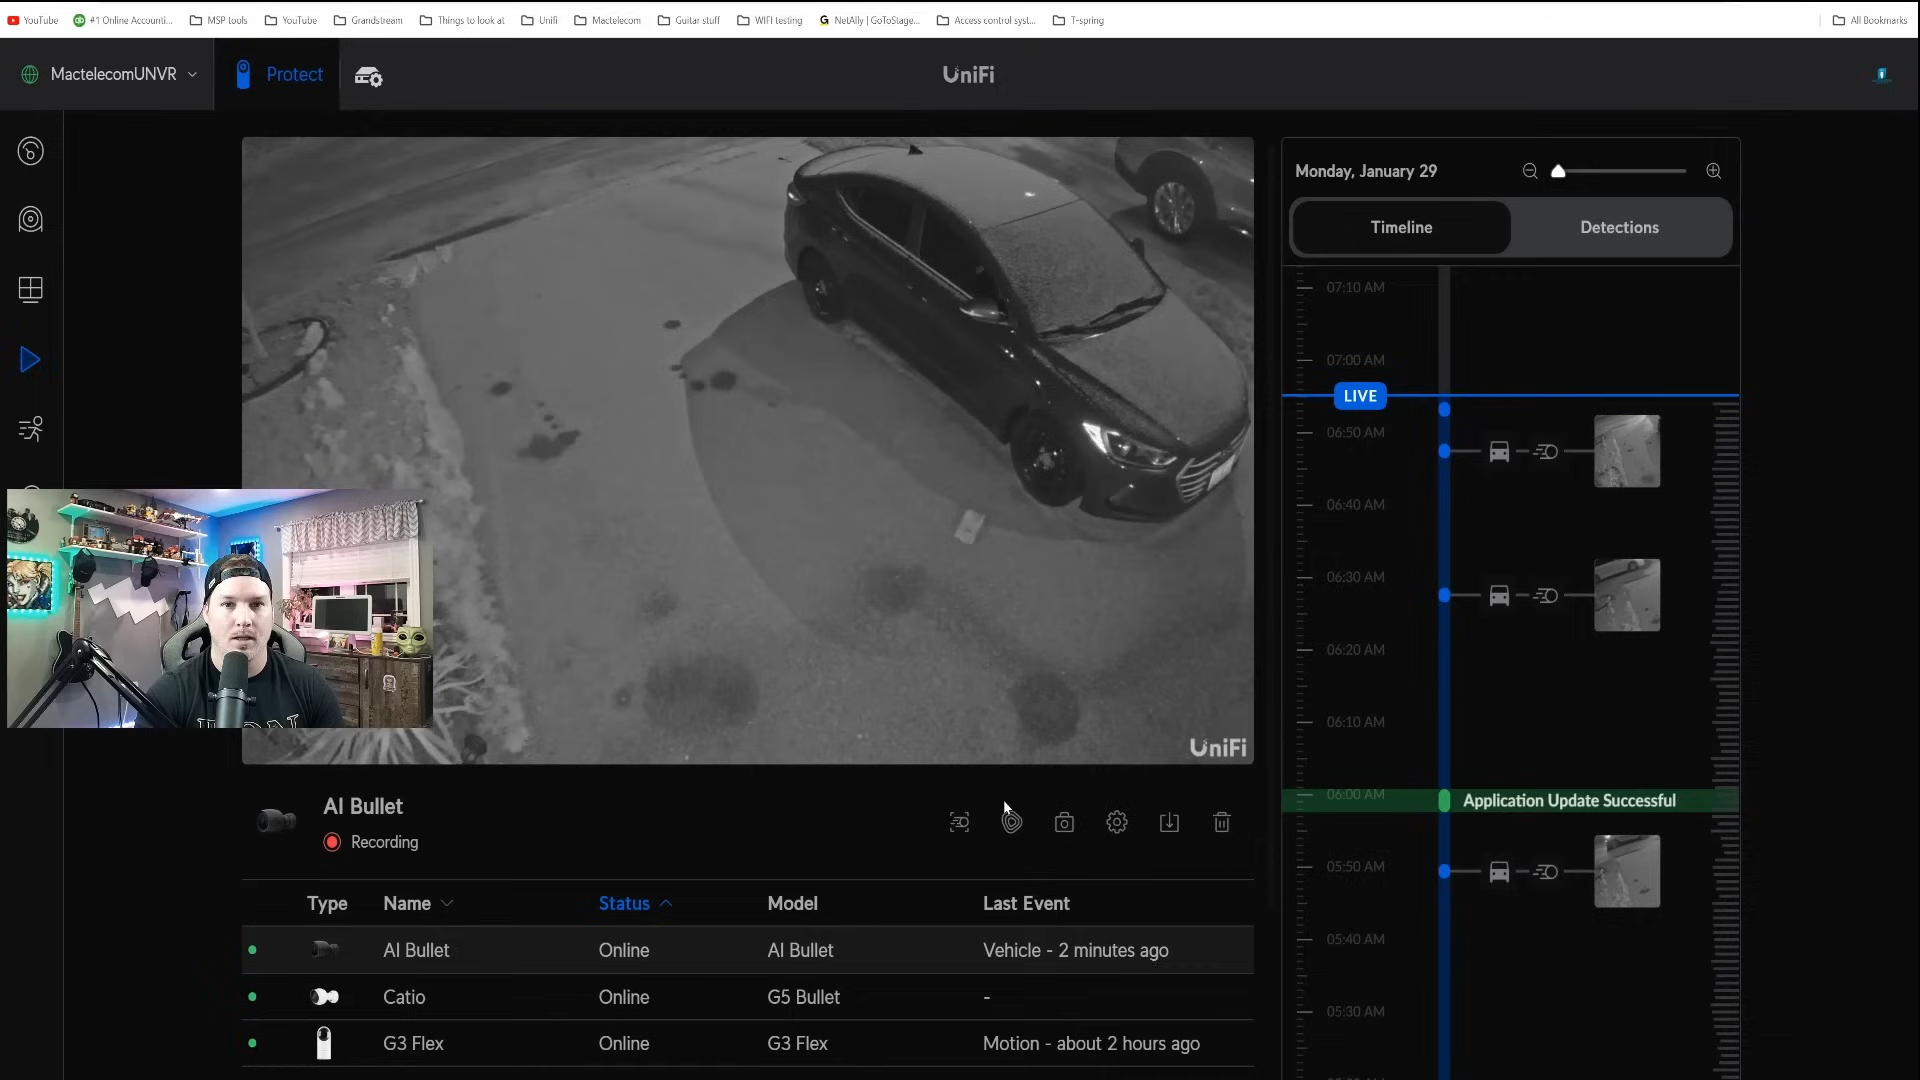 YouTube
#1 Online Accounti...
MSP tools
YouTube
Grandstream
Things to look at
Unifi
Mactelecom
Guitar stuff
WIFI testing
NetAlly | GoToStage...
Access control syst...
T-spring
All Bookmarks
MactelecomUNVR
Protect
UniFi
Monday, January 29
Timeline
Detections
07:10 AM
07:00 AM
LIVE
06:50 AM
06:40 AM
06:30 AM
06:20 AM
06:10 AM
06:00 AM
Application Update Successful
05:50 AM
05:40 AM
05:30 AM
UniFi
AI Bullet
Recording
Type Name Status Model Last Event
AI Bullet Online AI Bullet Vehicle - 2 minutes ago
Catio Online G5 Bullet -
G3 Flex Online G3 Flex Motion - about 2 hours ago